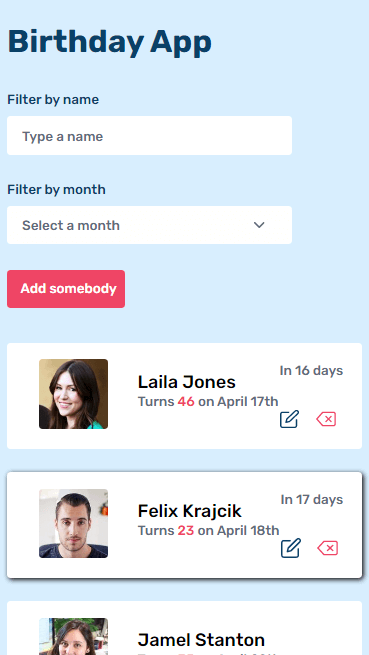 Birthday App
Filter by name
Type a name
Filter by month
Select a month
Add somebody
In 16 days
Laila Jones
Turns 46 on April 17th
In 17 days
Felix Krajcik
Turns 23 on April 18th
Jamel Stanton